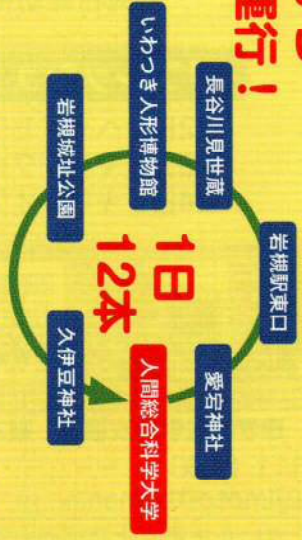 運行！
岩槻駅東口
長谷川見世蔵
愛宕神社
いわつき人形博物館
1日
12本
人間総合科学大学
岩槻城址公園
久伊豆神社